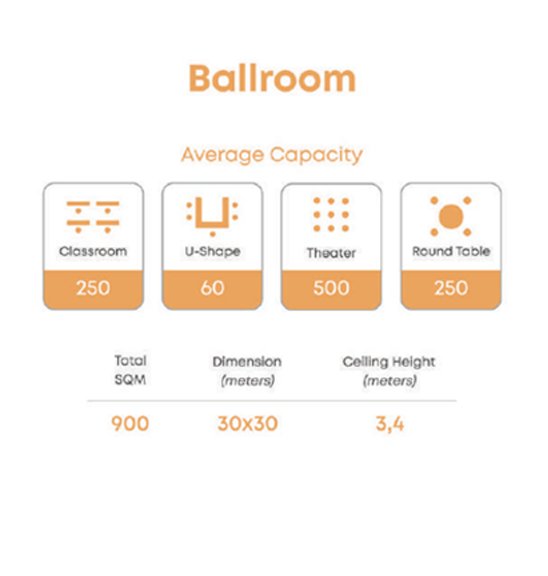 Ballroom
Average Capacity
Classroom
U-Shape
Theater
Round Table
250
60
500
250
Total
SQM
Dimension
(meters)
Ceiling Height
(meters)
900
30x30
3,4